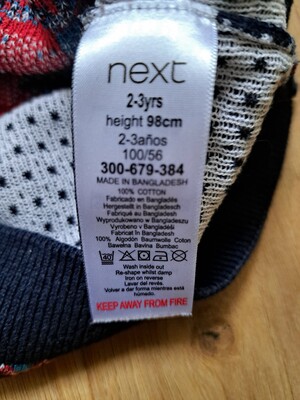 next
2-3yrs
height 98cm
2-3años
100/56
300-679-384
MADE IN BANGLADESH
100% COTTON
Fabricado en Bangladés
Hergestellt in Bangladesh
Fabriqué au Bangladesh
Wyprodukowano w Bangladeszu
Vyrobeno v Bangladéši
Fabricat în Bangladesh
100% Algodón Baumwolle Coton
Bawełna Bavlna Bumbac
40
Wash inside out
Re-shape whilst damp
Iron on reverse
Lavar del revés.
Volver a dar forma mientras está
húmedo.
KEEP AWAY FROM FIRE